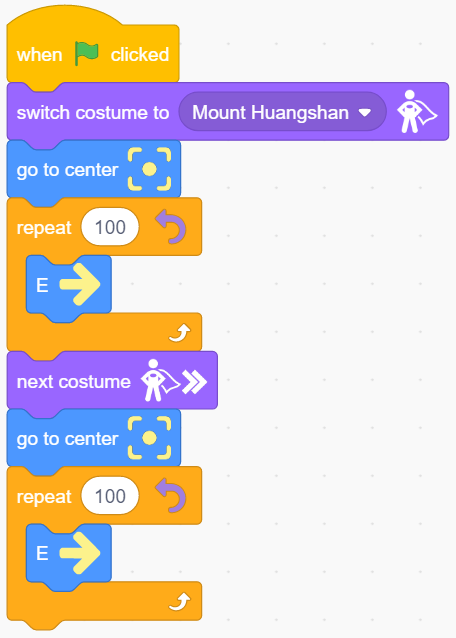 when clicked
switch costume to Mount Huangshan
go to center
repeat 100
E
next costume
go to center
repeat 100
E